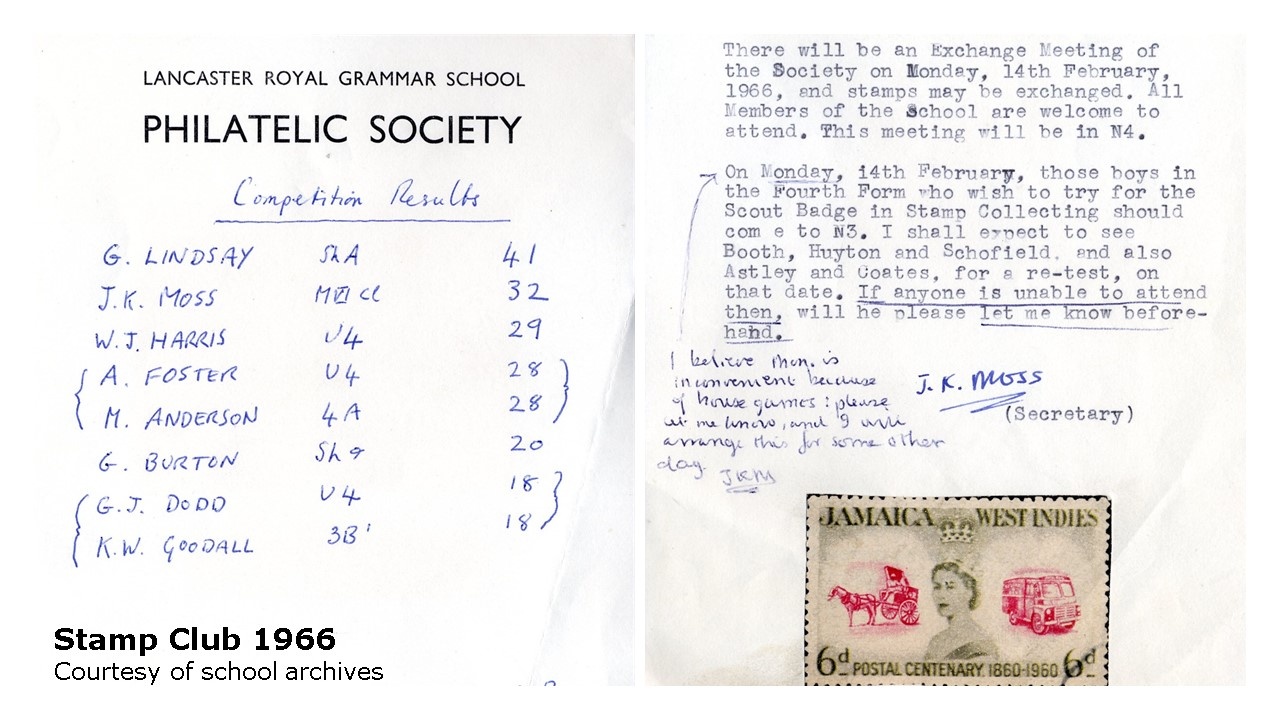 LANCASTER ROYAL GRAMMAR SCHOOL
PHILATELIC SOCIETY
Competition Results
G. LINDSAY ShA 41
J.K. MOSS MVI Cl 32
W.J. HARRIS U4 29
A. FOSTER U4 28
M. ANDERSON 4A 28
G. BURTON 20
G.J. DODD U4 18
K.W. GOODALL 3B' 18
Stamp Club 1966
Courtesy of school archives
There will be an Exchange Meeting of
the Society on Monday, 14th February,
1966, and stamps may be exchanged. All
Members of the School are welcome to
attend. This meeting will be in N4.
On Monday, 14th February, those boys in
the Fourth Form who wish to try for the
Scout Badge in Stamp Collecting should
com e to N3. I shall expect to see
Booth, Huyton and Schofield, and also
Astley and Coates, for a re-test, on
that date. If anyone is unable to attend
then, will he please let me know before-
hand.
I believe Mon. is
inconvenient because
of house games : please
let me know, and I will
arrange this for some other
day. JKM
J. K. MOSS
(Secretary)
JAMAICA WEST INDIES
6d POSTAL CENTENARY. 1860-1960 6d